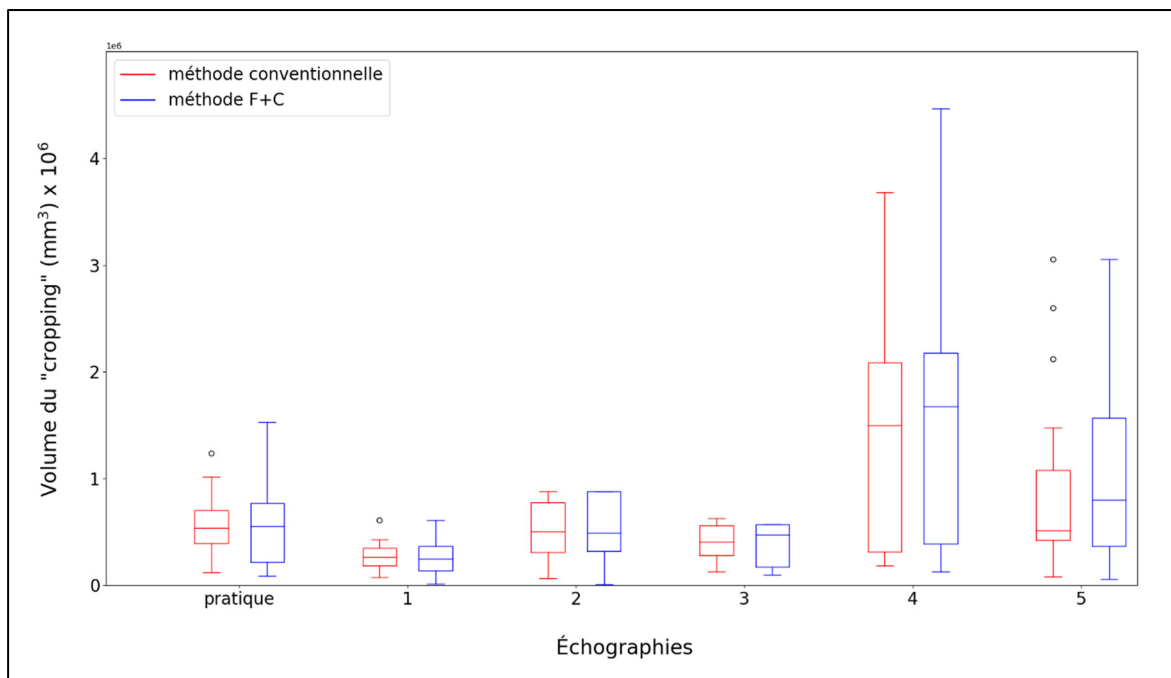 1e6
méthode conventionnelle
méthode F+C
Volume du "cropping" (mm³) x 10⁶
4
3
2
1
0
pratique 1 2 3 4 5
Échographies